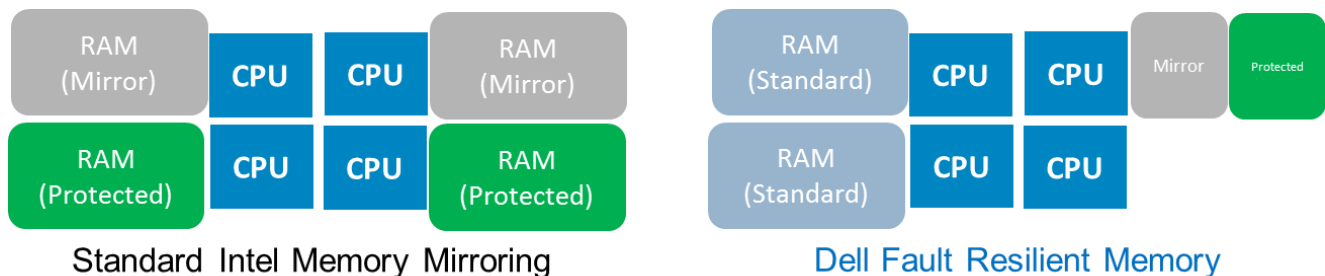 RAM
(Mirror)
CPU
CPU
RAM
(Mirror)
RAM
(Protected)
CPU
CPU
RAM
(Protected)
Standard Intel Memory Mirroring
RAM
(Standard)
CPU
CPU
Mirror
Protected
RAM
(Standard)
CPU
CPU
Dell Fault Resilient Memory